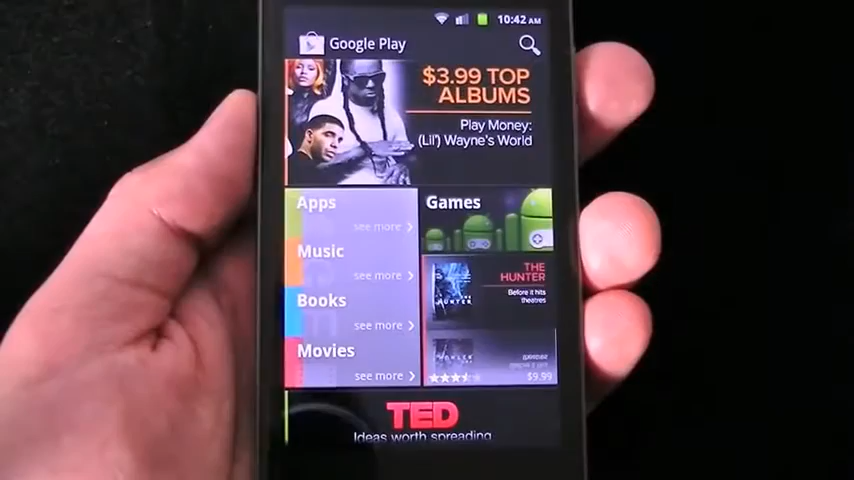 10:42 AM
Google Play
$3.99 TOP
ALBUMS
Play Money:
(Lil') Wayne's World
Apps
see more
Music
see more
Books
see more
Movies
see more
Games
THE
HUNTER
Before it hits
theatres
$9.99
TED
Ideas worth spreading